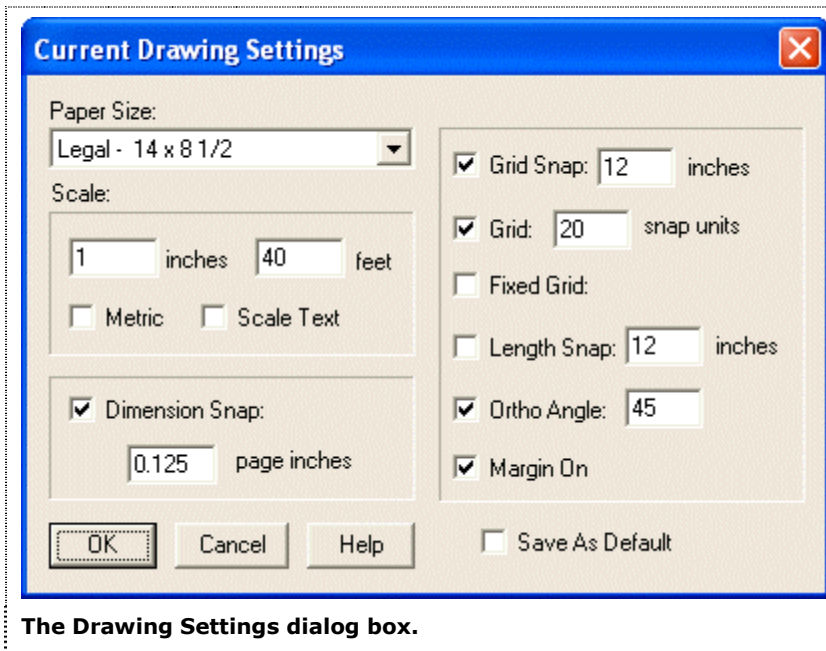 Current Drawing Settings
Paper Size:
Legal - 14 x 8 1/2
Scale:
1 inches 40 feet
Metric Scale Text
Dimension Snap:
0.125 page inches
Grid Snap: 12 inches
Grid: 20 snap units
Fixed Grid:
Length Snap: 12 inches
Ortho Angle: 45
Margin On
OK Cancel Help
Save As Default
The Drawing Settings dialog box.